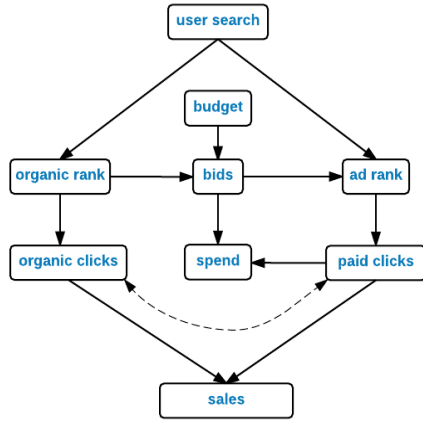 user search
budget
organic rank
bids
ad rank
organic clicks
spend
paid clicks
sales